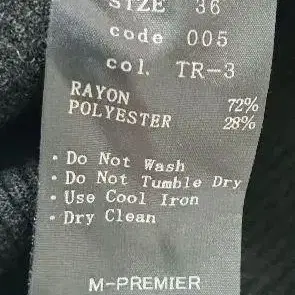 SIZE 36
code 005
col. TR-3
RAYON 72%
POLYESTER 28%
· Do Not Wash
· Do Not Tumble Dry
· Use Cool Iron
· Dry Clean
M-PREMIER